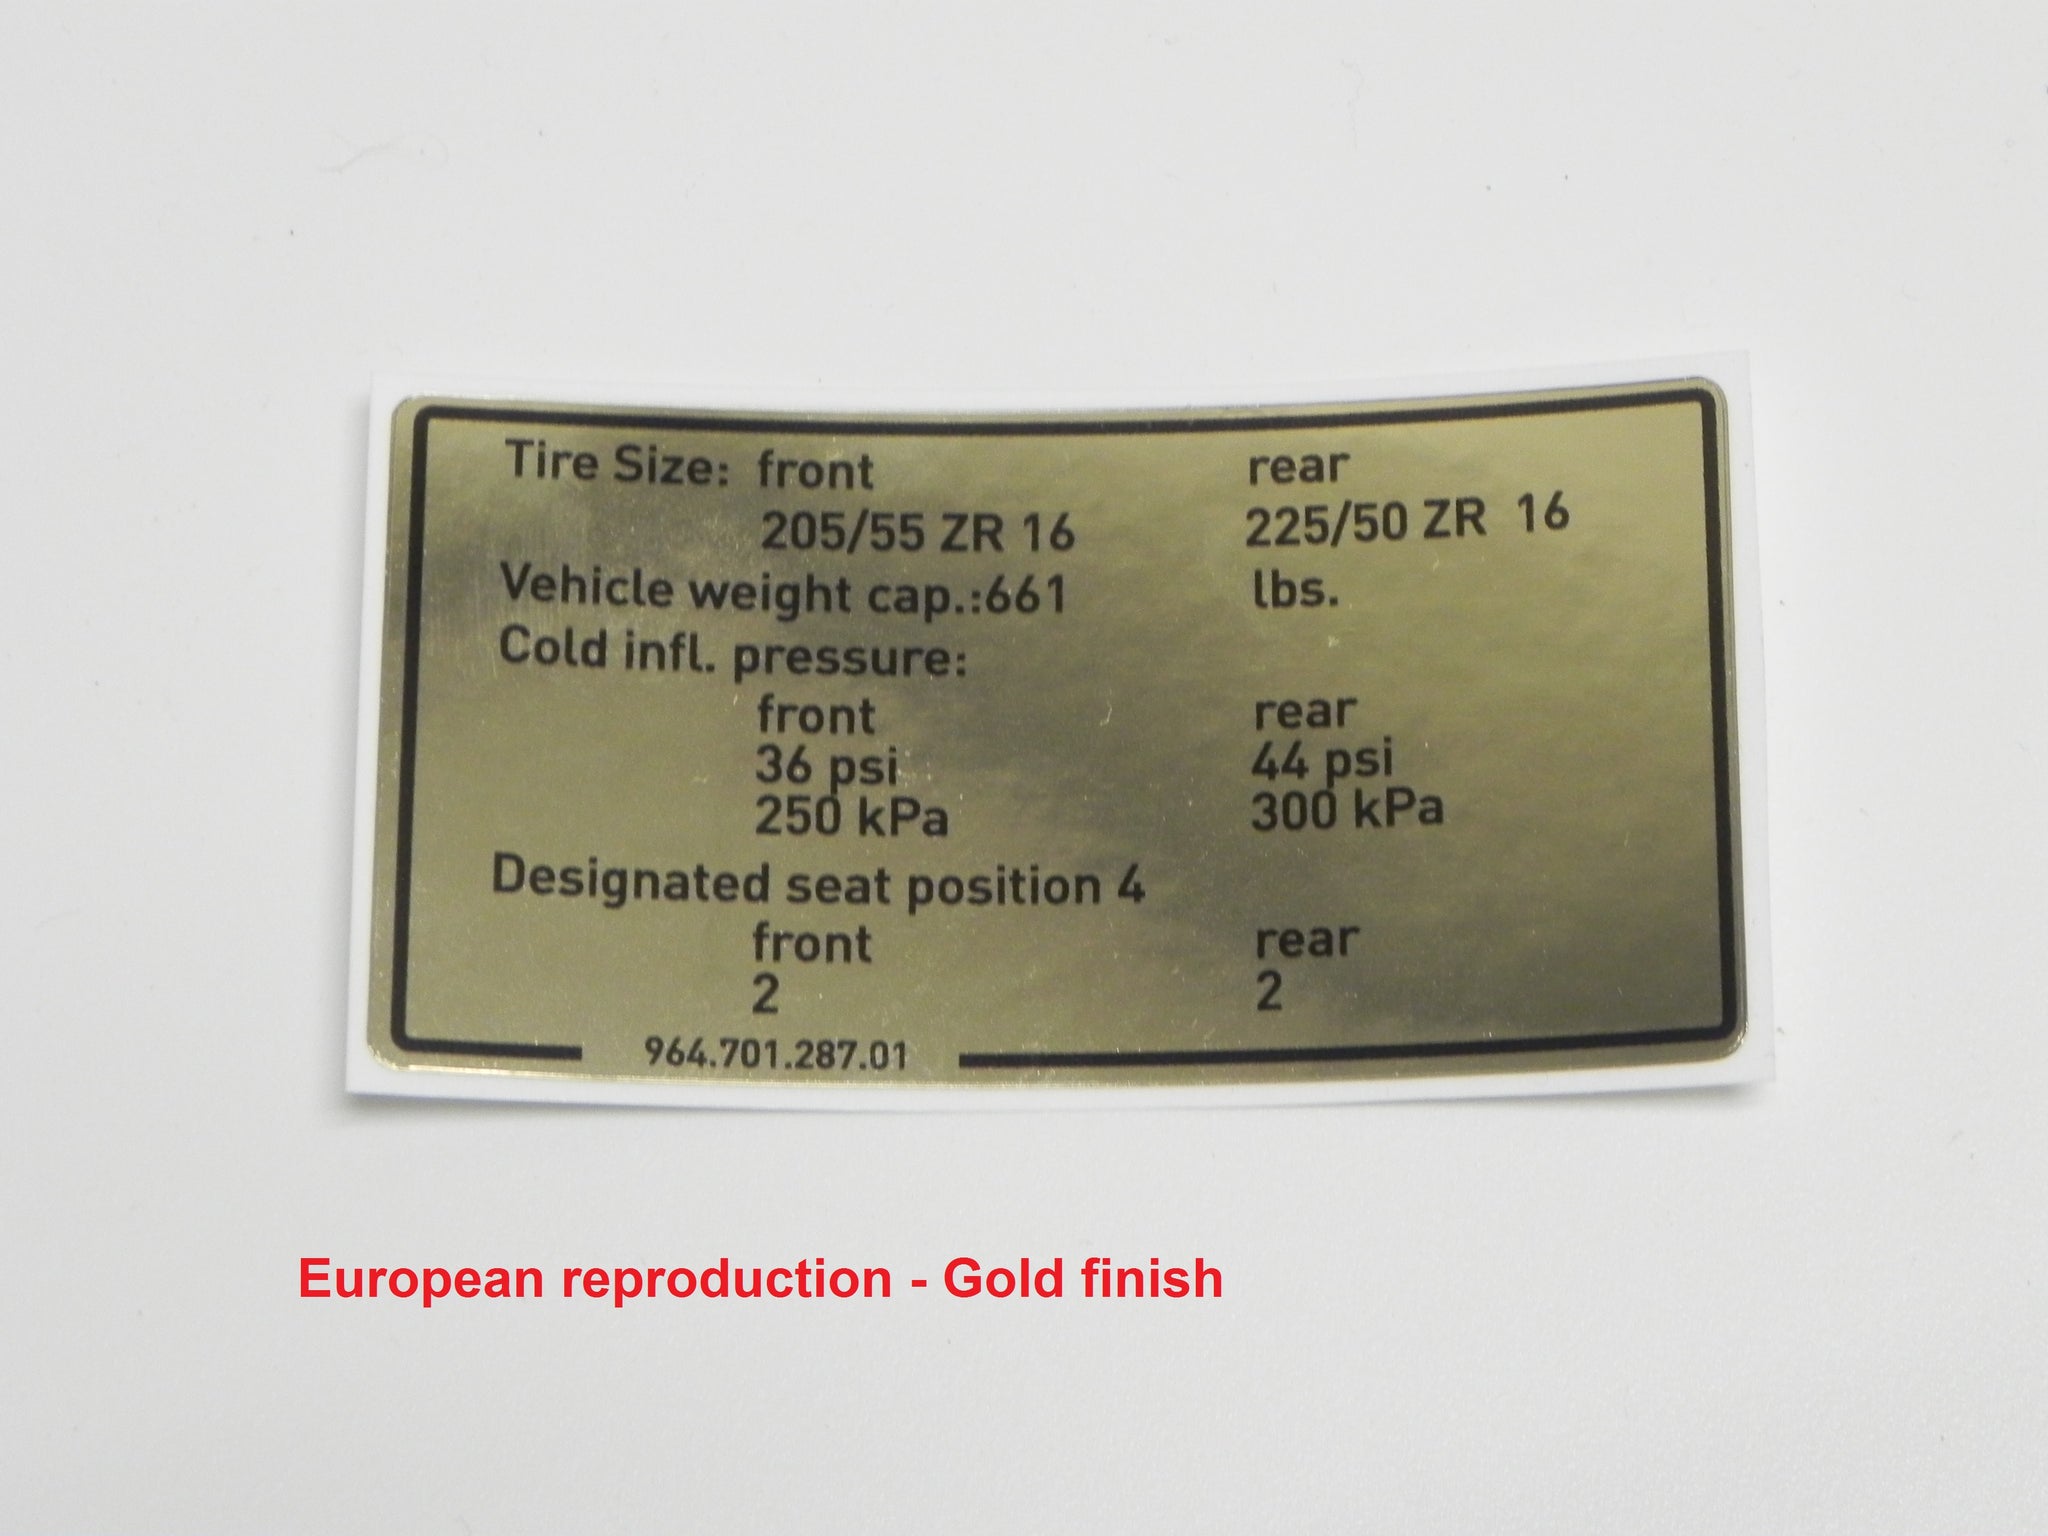 Tire Size: front rear
205/55 ZR 16 225/50 ZR 16
Vehicle weight cap.:661 lbs.
Cold infl. pressure:
front rear
36 psi 44 psi
250 kPa 300 kPa
Designated seat position 4
front rear
2 2
964.701.287.01
European reproduction - Gold finish